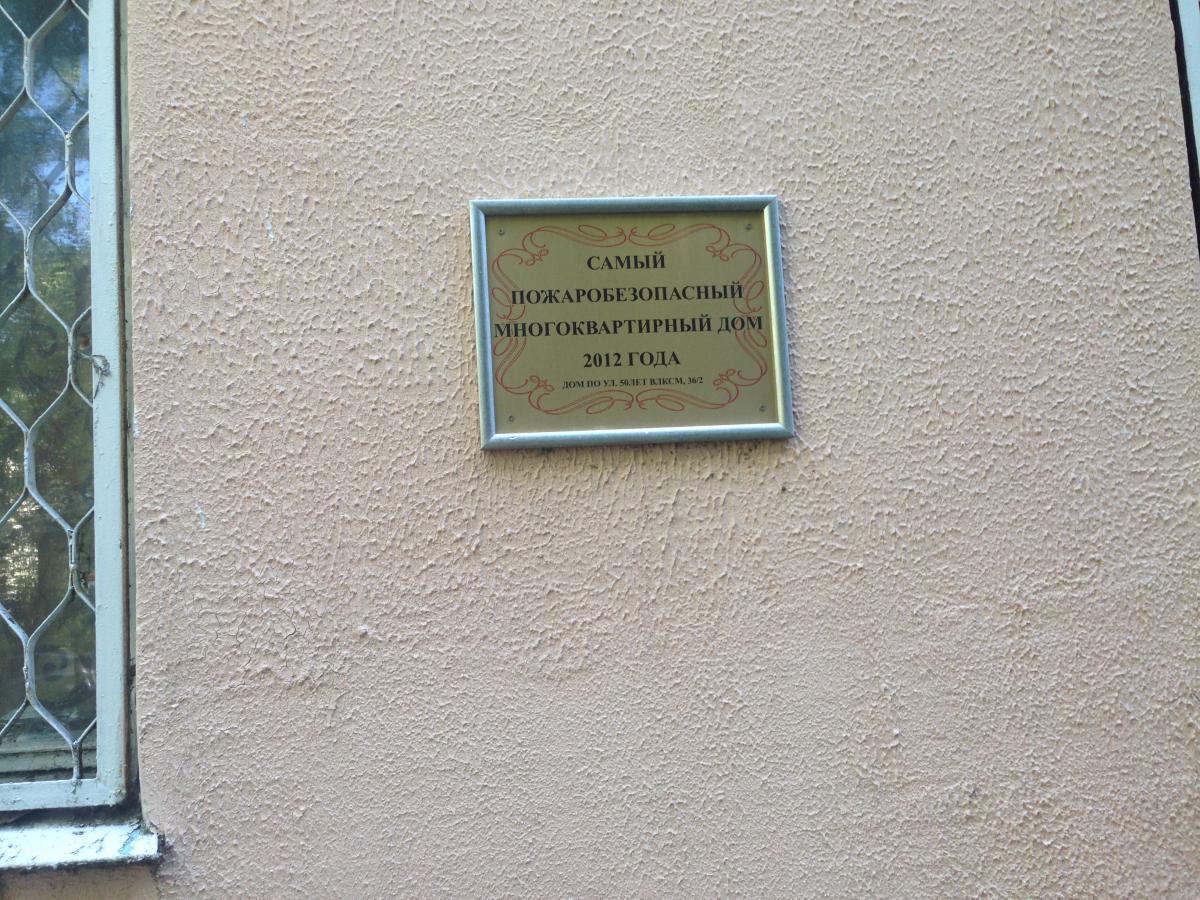 САМЫЙ
ПОЖАРОБЕЗОПАСНЫЙ
МНОГОКВАРТИРНЫЙ ДОМ
2012 ГОДА
ДОМ ПО УЛ. 50ЛЕТ ВЛКСМ, 36/2